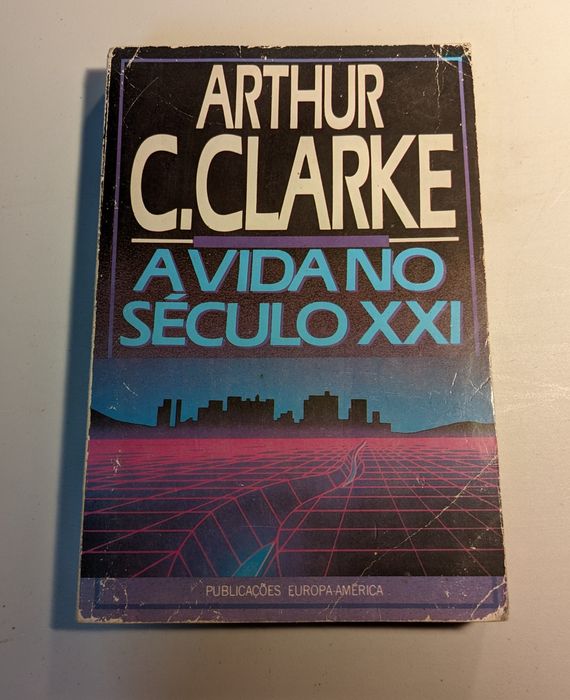 ARTHUR
C. CLARKE
A VIDA NO
SÉCULO XXI
PUBLICAÇÕES EUROPA-AMÉRICA